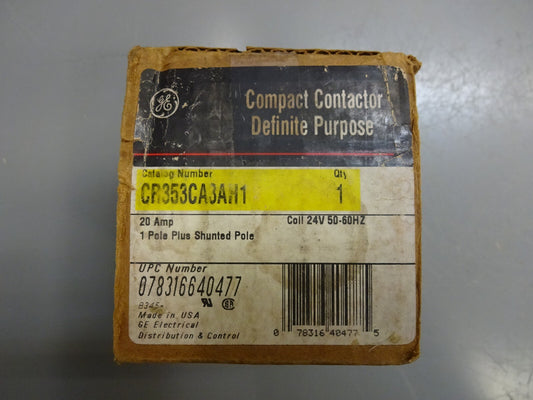 GE
Compact Contactor
Definite Purpose
Catalog Number Qty
CR353CA3AH1 1
20 Amp Coil 24V 50-60HZ
1 Pole Plus Shunted Pole
UPC Number
078316640477
8345-
Made in USA
GE Electrical
Distribution & Control
0 78316 40477 5